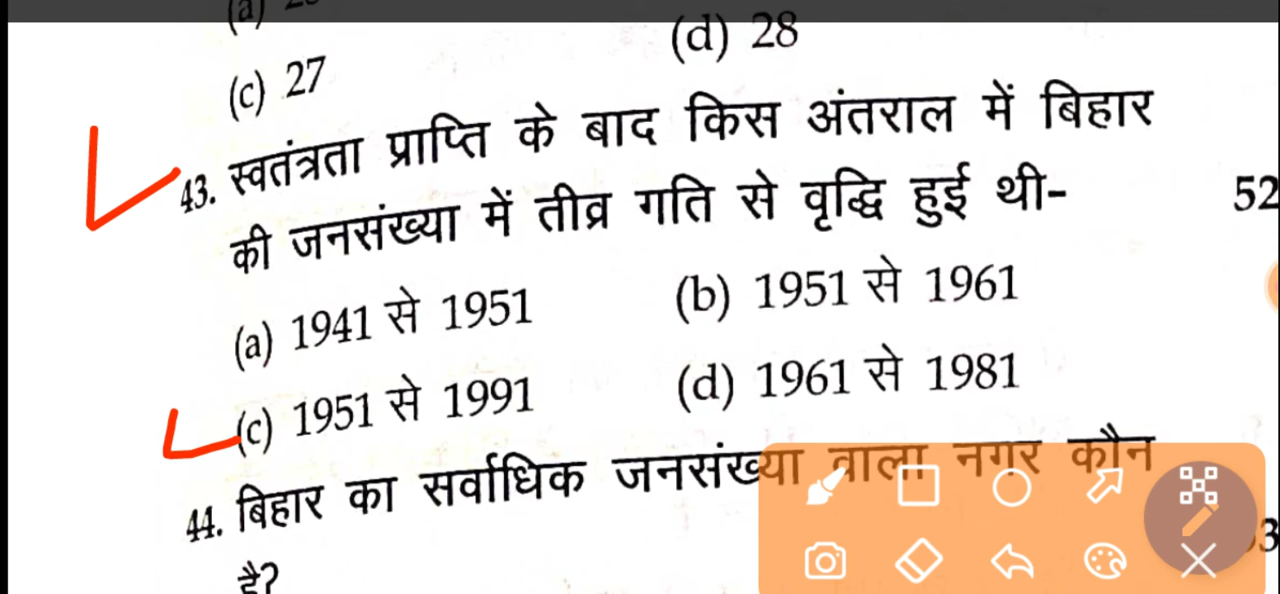 (c) 27
(d) 28
43. स्वतंत्रता प्राप्ति के बाद किस अंतराल में बिहार
की जनसंख्या में तीव्र गति से वृद्धि हुई थी-
52
(a) 1941 से 1951
(b) 1951 से 1961
(c) 1951 से 1991
(d) 1961 से 1981
44. बिहार का सर्वाधिक जनसंख्या वाला नगर कौन
है?